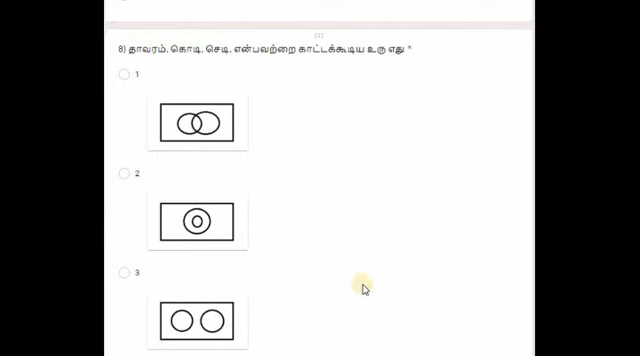 8) தாவரம், கொடி, செடி, என்பவற்றை காட்டக்கூடிய உரு எது *
1
2
3